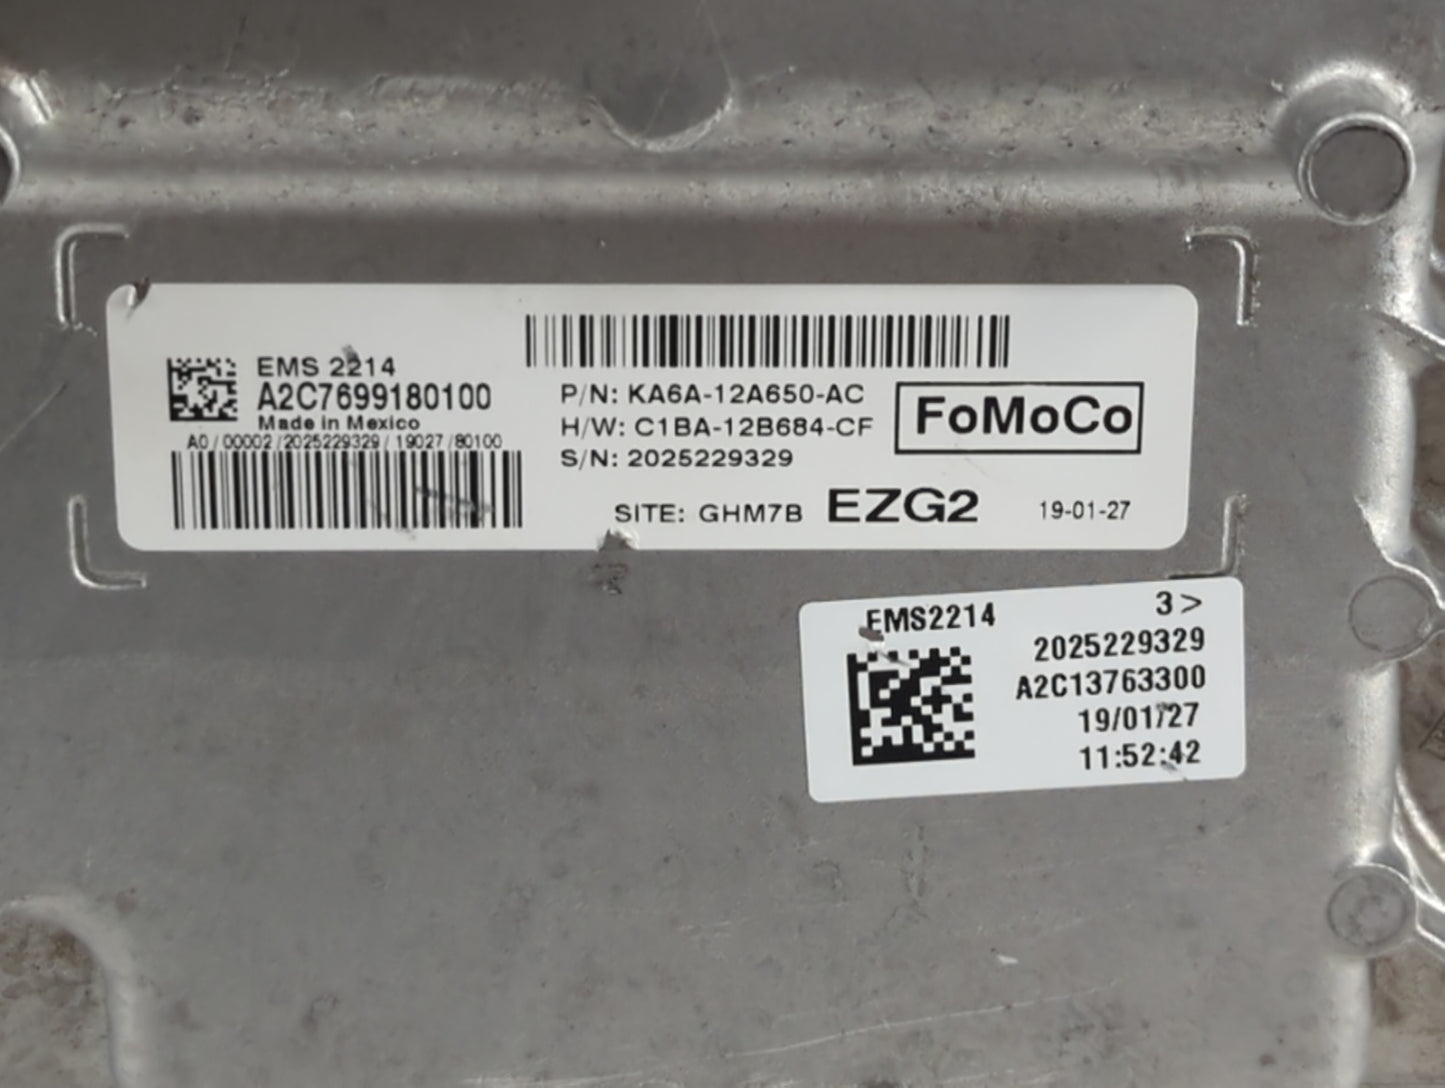 EMS 2214
A2C7699180100
Made in Mexico
A0/00002/2025229329/19027/80100
P/N: KA6A-12A650-AC
H/W: C1BA-12B684-CF
S/N: 2025229329
FoMoCo
SITE: GHM7B EZG2 19-01-27
EMS2214 3>
2025229329
A2C13763300
19/01/27
11:52:42